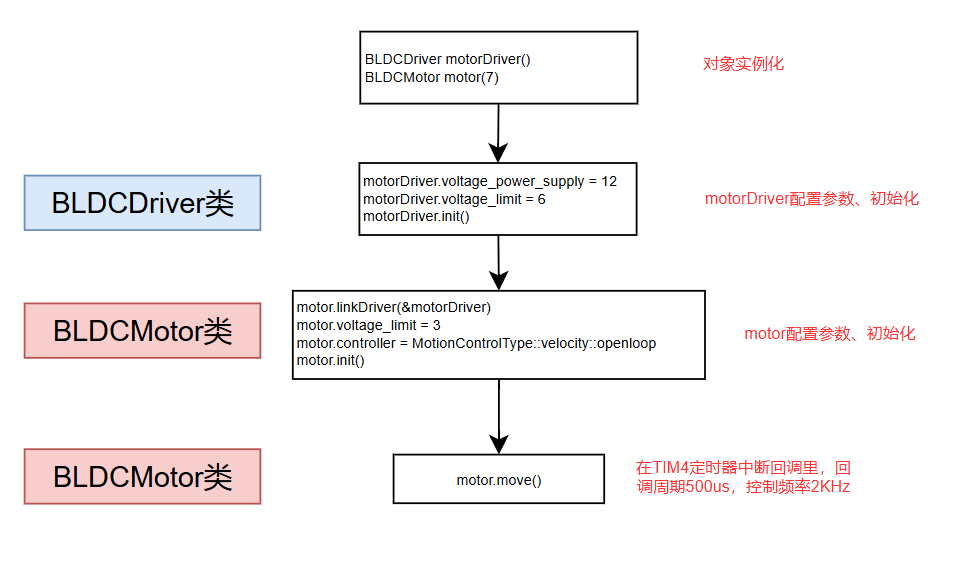 BLDCDriver motorDriver()
BLDCMotor motor(7)
对象实例化
BLDCDriver类
motorDriver.voltage_power_supply = 12
motorDriver.voltage_limit = 6
motorDriver.init()
motorDriver配置参数、初始化
BLDCMotor类
motor.linkDriver(&motorDriver)
motor.voltage_limit = 3
motor.controller = MotionControlType::velocity::openloop
motor.init()
motor配置参数、初始化
BLDCMotor类
motor.move()
在TIM4定时器中断回调里，回
调周期500us，控制频率2KHz